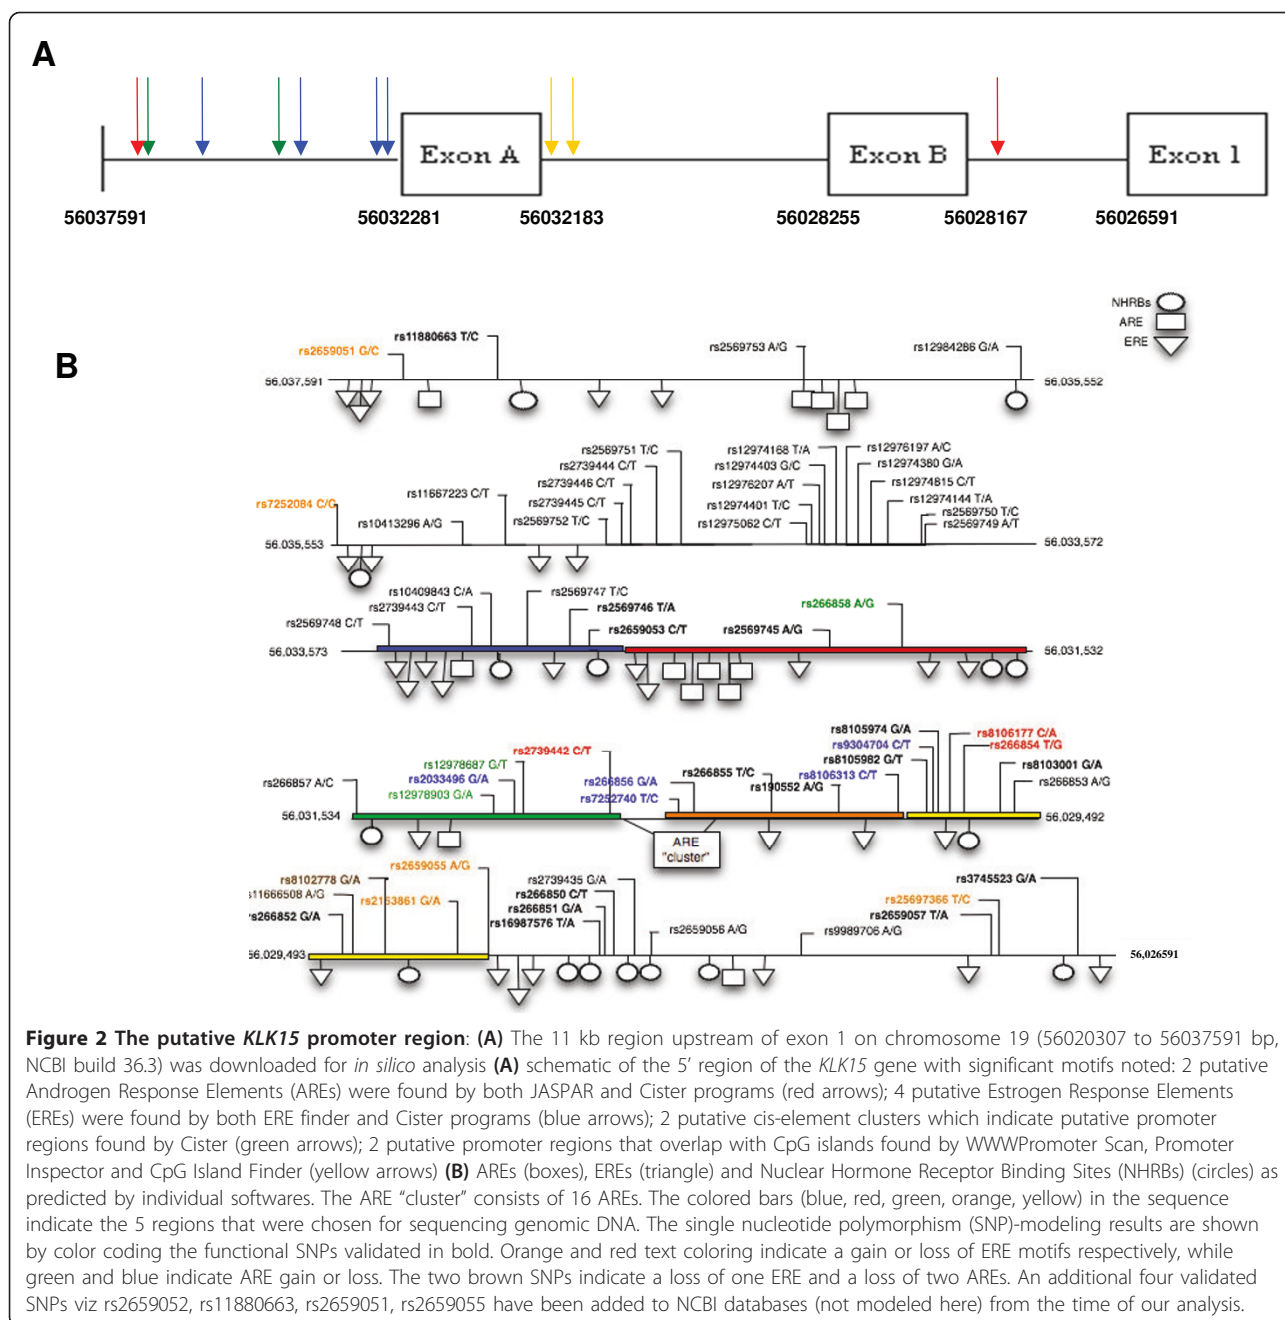 A
Exon A
Exon B
Exon 1
56037591
56032281
56032183
56028255
56028167
56026591
NHRBs
ARE
ERE
B
rs2659051 G/C
rs11880663 T/C
rs2569753 A/G
rs12984286 G/A
56,037,591
56,035,552
rs7252084 C/G
rs10413296 A/G
rs11667223 C/T
rs2569751 T/C
rs2739444 C/T
rs2739446 C/T
rs2739445 C/T
rs2569752 T/C
rs12974168 T/A
rs12974403 G/C
rs12976207 A/T
rs12974401 T/C
rs12975062 C/T
rs12976197 A/C
rs12974380 G/A
rs12974815 C/T
rs12974144 T/A
rs2569750 T/C
rs2569749 A/T
56.035,553
56.033,572
rs2569748 C/T
rs2739443 C/T
rs10409843 C/A
rs2569747 T/C
rs2569746 T/A
rs2659053 C/T
rs2569745 A/G
rs266858 A/G
56.033,573
56.031,532
rs266857 A/C
rs12978687 G/T
rs2033496 G/A
rs12978903 G/A
rs2739442 C/T
rs266856 G/A
rs7252740 T/C
rs266855 T/C
rs190552 A/G
rs8106313 C/T
rs8105974 G/A
rs9304704 C/T
rs8105982 G/T
rs8106177 C/A
rs266854 T/G
rs8103001 G/A
rs266853 A/G
56.031,534
56.029,492
ARE
"cluster"
rs8102778 G/A
rs11666508 A/G
rs266852 G/A
rs2659055 A/G
rs2163861 G/A
rs2739435 G/A
rs266850 C/T
rs266851 G/A
rs16987576 T/A
rs2659056 A/G
rs9989706 A/G
rs3745523 G/A
rs25697366 T/C
rs2659057 T/A
56.029,493
56,026591
Figure 2 The putative KLK15 promoter region: (A) The 11 kb region upstream of exon 1 on chromosome 19 (56020307 to 56037591 bp,
NCBI build 36.3) was downloaded for in silico analysis (A) schematic of the 5' region of the KLK15 gene with significant motifs noted: 2 putative
Androgen Response Elements (AREs) were found by both JASPAR and Cister programs (red arrows); 4 putative Estrogen Response Elements
(EREs) were found by both ERE finder and Cister programs (blue arrows); 2 putative cis-element clusters which indicate putative promoter
regions found by Cister (green arrows); 2 putative promoter regions that overlap with CpG islands found by WWWPromoter Scan, Promoter
Inspector and CpG Island Finder (yellow arrows) (B) AREs (boxes), EREs (triangle) and Nuclear Hormone Receptor Binding Sites (NHRBs) (circles) as
predicted by individual softwares. The ARE “cluster” consists of 16 AREs. The colored bars (blue, red, green, orange, yellow) in the sequence
indicate the 5 regions that were chosen for sequencing genomic DNA. The single nucleotide polymorphism (SNP)-modeling results are shown
by color coding the functional SNPs validated in bold. Orange and red text coloring indicate a gain or loss of ERE motifs respectively, while
green and blue indicate ARE gain or loss. The two brown SNPs indicate a loss of one ERE and a loss of two AREs. An additional four validated
SNPs viz rs2659052, rs11880663, rs2659051, rs2659055 have been added to NCBI databases (not modeled here) from the time of our analysis.